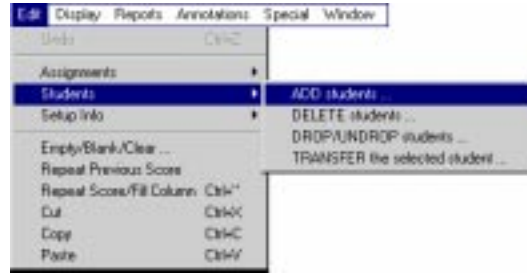 Edit Display Reports Annotations Special Window
Undo Ctrl+Z
Assignments
Students
Setup Info
Empty/Blank/Clear ...
Repeat Previous Score
Repeat Score/Fill Column Ctrl+"
Cut Ctrl+X
Copy Ctrl+C
Paste Ctrl+V
ADD students ...
DELETE students ...
DROP/UNDROP students ...
TRANSFER the selected student ...